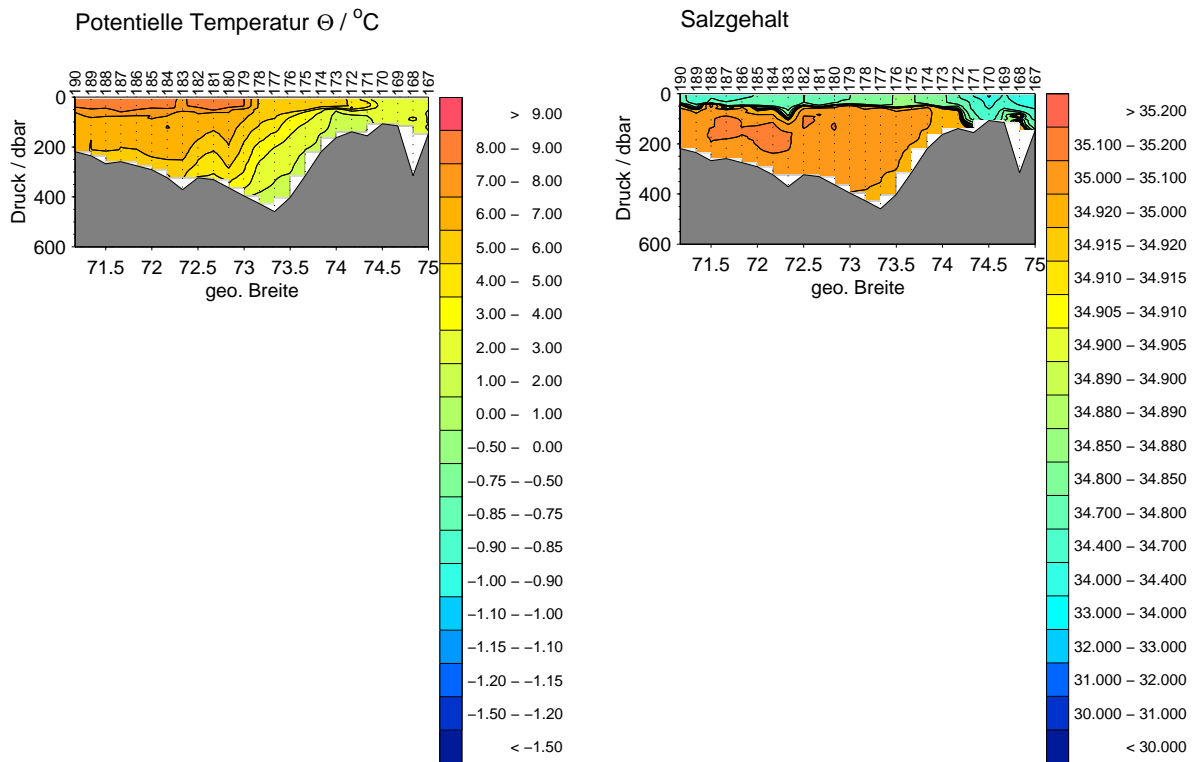 Potentielle Temperatur Θ / °C
190 189 188 187 186 185 184 183 182 181 180 179 178 177 176 175 174 173 172 171 170 169 168 167
0
200
400
600
Druck / dbar
71.5 72 72.5 73 73.5 74 74.5 75
geo. Breite
> 9.00
8.00 – 9.00
7.00 – 8.00
6.00 – 7.00
5.00 – 6.00
4.00 – 5.00
3.00 – 4.00
2.00 – 3.00
1.00 – 2.00
0.00 – 1.00
−0.50 – 0.00
−0.75 – −0.50
−0.85 – −0.75
−0.90 – −0.85
−1.00 – −0.90
−1.10 – −1.00
−1.15 – −1.10
−1.20 – −1.15
−1.50 – −1.20
< −1.50
Salzgehalt
190 189 188 187 186 185 184 183 182 181 180 179 178 177 176 175 174 172 171 170 169 168 167
0
200
400
600
Druck / dbar
71.5 72 72.5 73 73.5 74 74.5 75
geo. Breite
> 35.200
35.100 – 35.200
35.000 – 35.100
34.920 – 35.000
34.915 – 34.920
34.910 – 34.915
34.905 – 34.910
34.900 – 34.905
34.890 – 34.900
34.880 – 34.890
34.850 – 34.880
34.800 – 34.850
34.700 – 34.800
34.400 – 34.700
34.000 – 34.400
33.000 – 34.000
32.000 – 33.000
31.000 – 32.000
30.000 – 31.000
< 30.000